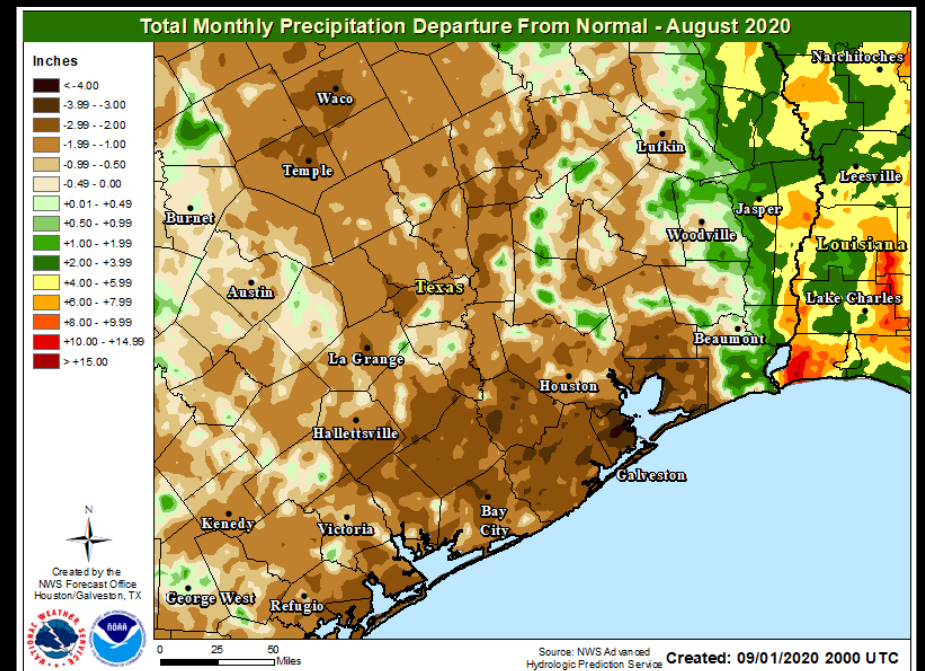 Total Monthly Precipitation Departure From Normal - August 2020
Inches
< -4.00
-3.99 - -3.00
-2.99 - -2.00
-1.99 - -1.00
-0.99 - -0.50
-0.49 - 0.00
+0.01 - +0.49
+0.50 - +0.99
+1.00 - +1.99
+2.00 - +3.99
+4.00 - +5.99
+6.00 - +7.99
+8.00 - +9.99
+10.00 - +14.99
> +15.00
Natchitoches
Waco
Lufkin
Temple
Leesville
Burnet
Jasper
Woodville
Louisiana
Austin
Texas
Lake Charles
Beaumont
La Grange
Houston
Hallettsville
Galveston
Bay
City
Kenedy
Victoria
George West
Refugio
N
Created by the
NWS Forecast Office
Houston/Galveston, TX
NATIONAL WEATHER SERVICE
NOAA
0 25 50
Miles
Source: NWS Advanced
Hydrologic Prediction Service
Created: 09/01/2020 2000 UTC